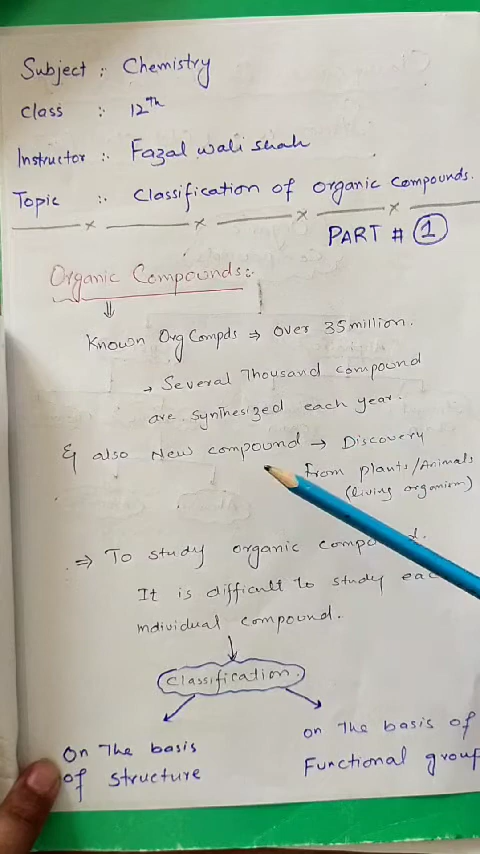 Subject :- Chemistry
Class :- 12th
Instructor :- Fazal wali shah
Topic :- Classification of organic compounds.
PART # 1
Organic Compounds:-
Known Org Compds ⇒ over 35 million.
→ Several Thousand compound
are synthesized each year.
& also New compound → Discovery
from plants/Animals
(living organism)
⇒ To study organic compound.
It is difficult to study
individual compound.
Classification.
On The basis
of structure
on The basis of
Functional group